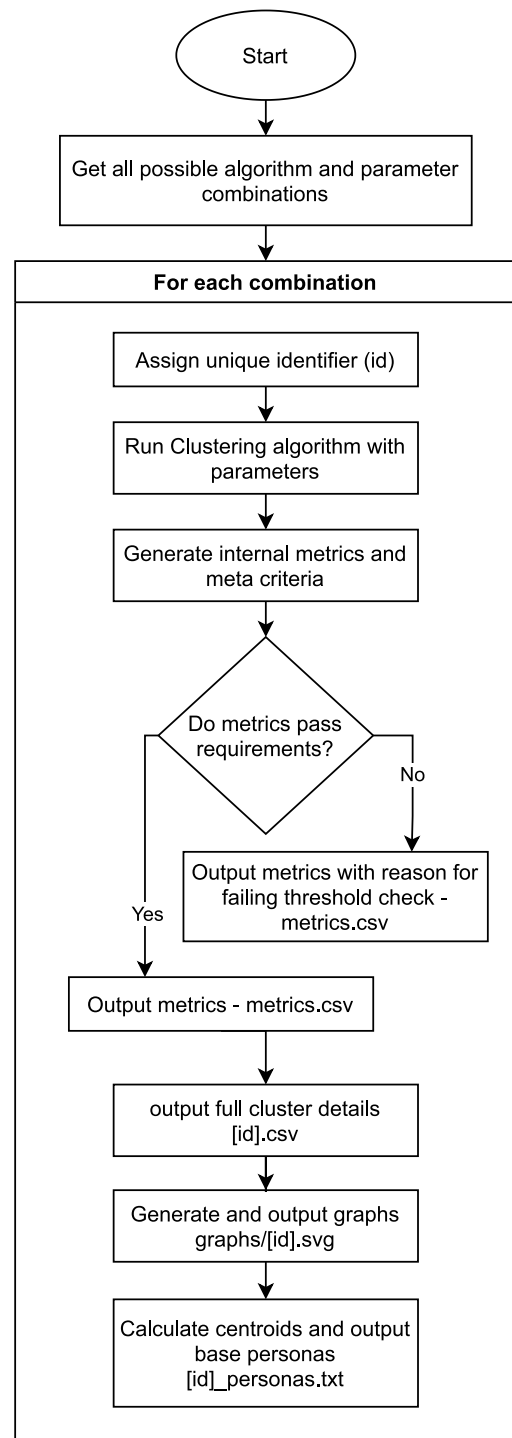 Start
Get all possible algorithm and parameter
combinations
For each combination
Assign unique identifier (id)
Run Clustering algorithm with
parameters
Generate internal metrics and
meta criteria
Do metrics pass
requirements?
No
Output metrics with reason for
failing threshold check -
metrics.csv
Yes
Output metrics - metrics.csv
output full cluster details
[id].csv
Generate and output graphs
graphs/[id].svg
Calculate centroids and output
base personas
[id]_personas.txt